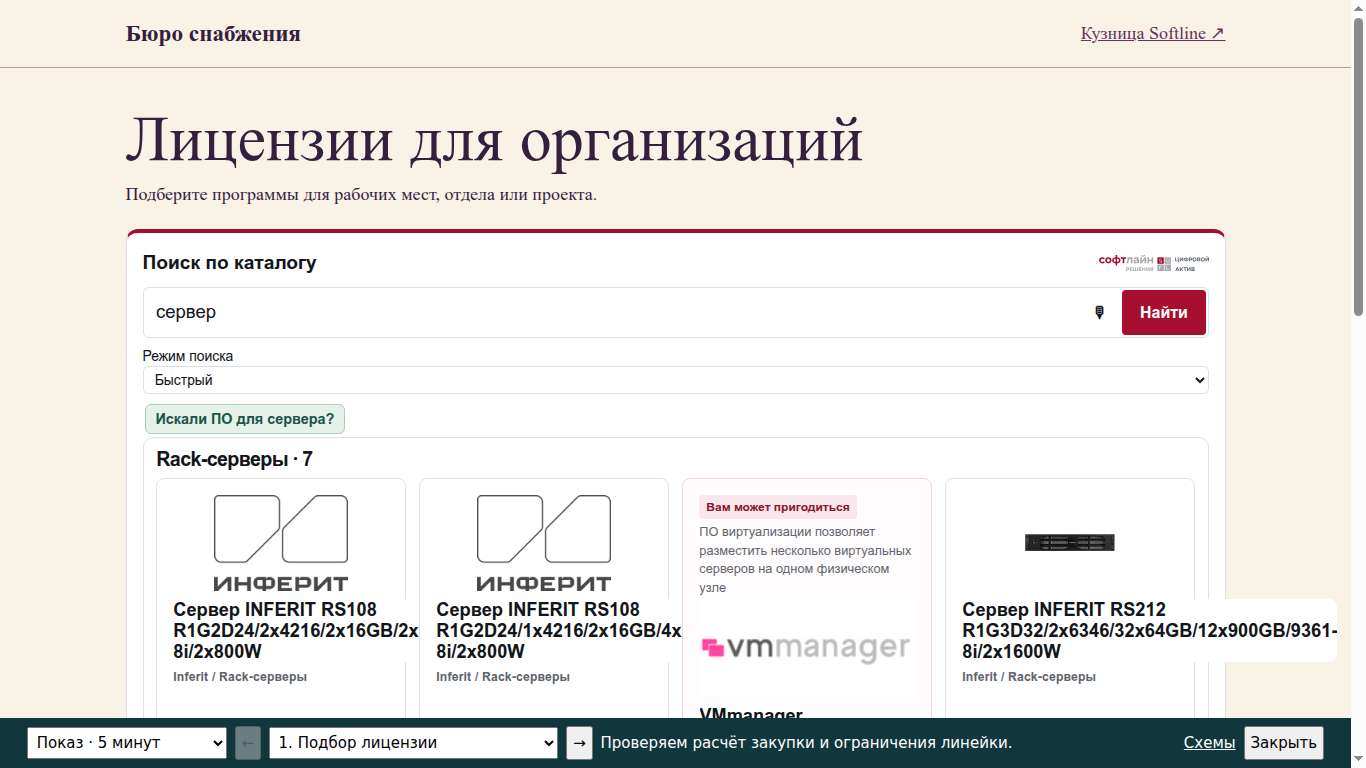 Бюро снабжения
Кузница Softline ↗
Лицензии для организаций
Подберите программы для рабочих мест, отдела или проекта.
Поиск по каталогу
софтлайн
РЕШЕНИЯ
ЦИФРОВОЙ
АКТИВ
сервер
Найти
Режим поиска
Быстрый
Искали ПО для сервера?
Rack-серверы · 7
ИНФЕРИТ
Сервер INFERIT RS108
R1G2D24/2x4216/2x16GB/2x
8i/2x800W
Inferit / Rack-серверы
ИНФЕРИТ
Сервер INFERIT RS108
R1G2D24/1x4216/2x16GB/4x
8i/2x800W
Inferit / Rack-серверы
Вам может пригодиться
ПО виртуализации позволяет
разместить несколько виртуальных
серверов на одном физическом
узле
vmmanager
VMmanager
Сервер INFERIT RS212
R1G3D32/2x6346/32x64GB/12x900GB/9361-
8i/2x1600W
Inferit / Rack-серверы
Показ · 5 минут
←
1. Подбор лицензии
→
Проверяем расчёт закупки и ограничения линейки.
Схемы
Закрыть